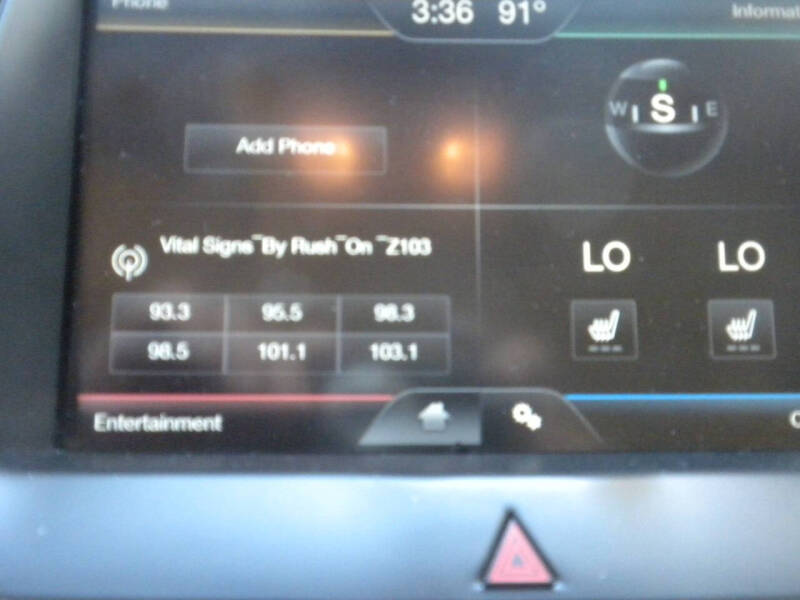 Phone
3:36 91°
Informat
W S E
Add Phone
Vital Signs¯By Rush¯On ¯Z103
LO LO
93.3 95.5 98.3
98.5 101.1 103.1
Entertainment
C